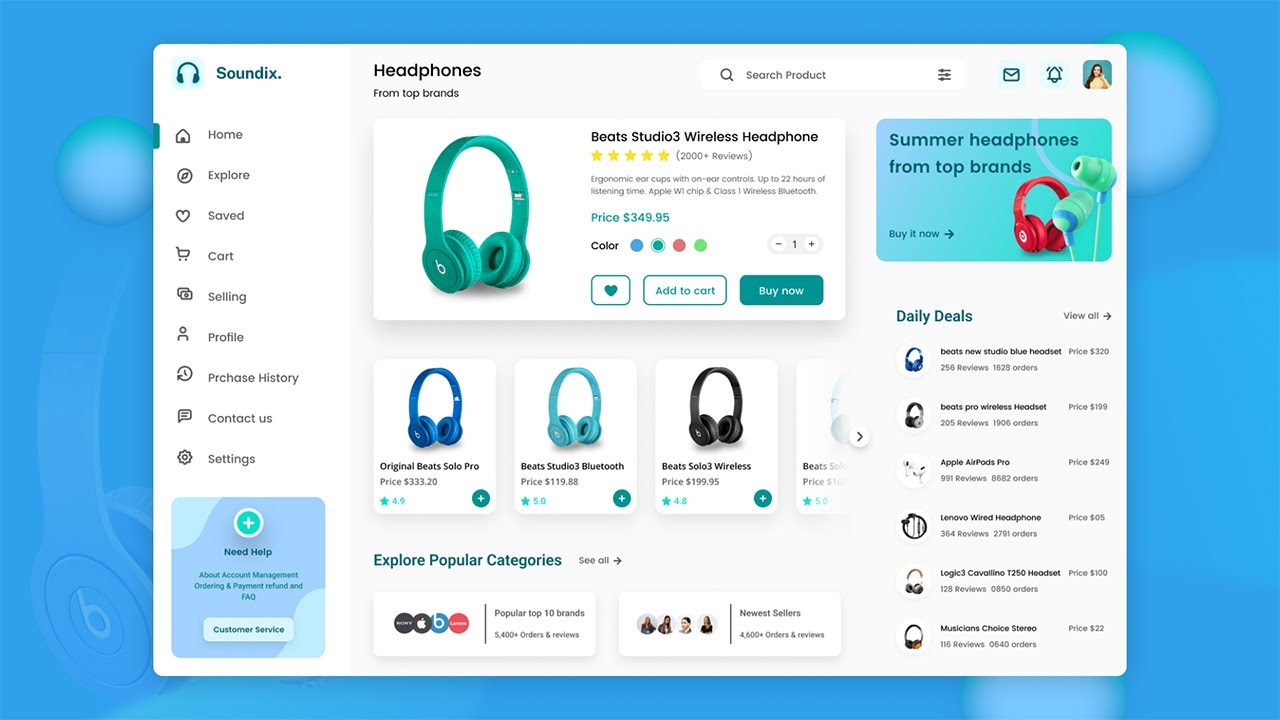 Soundix.
Home
Explore
Saved
Cart
Selling
Profile
Prchase History
Contact us
Settings
Need Help
About Account Management
Ordering & Payment refund and
FAQ
Customer Service
Headphones
From top brands
Search Product
Beats Studio3 Wireless Headphone
(2000+ Reviews)
Ergonomic ear cups with on-ear controls. Up to 22 hours of
listening time. Apple W1 chip & Class 1 Wireless Bluetooth.
Price $349.95
Color
− 1 +
Add to cart
Buy now
Original Beats Solo Pro
Price $333.20
4.9
Beats Studio3 Bluetooth
Price $119.88
5.0
Beats Solo3 Wireless
Price $199.95
4.8
Beats Solo
Price $169
5.0
Explore Popular Categories
See all →
SONY
Lenovo
Popular top 10 brands
5,400+ Orders & reviews
Newest Sellers
4,600+ Orders & reviews
Summer headphones
from top brands
Buy it now →
Daily Deals
View all →
beats new studio blue headset Price $320
256 Reviews 1628 orders
beats pro wireless Headset Price $199
205 Reviews 1906 orders
Apple AirPods Pro Price $249
991 Reviews 8682 orders
Lenovo Wired Headphone Price $05
364 Reviews 2791 orders
Logic3 Cavallino T250 Headset Price $100
128 Reviews 0850 orders
Musicians Choice Stereo Price $22
116 Reviews 0640 orders